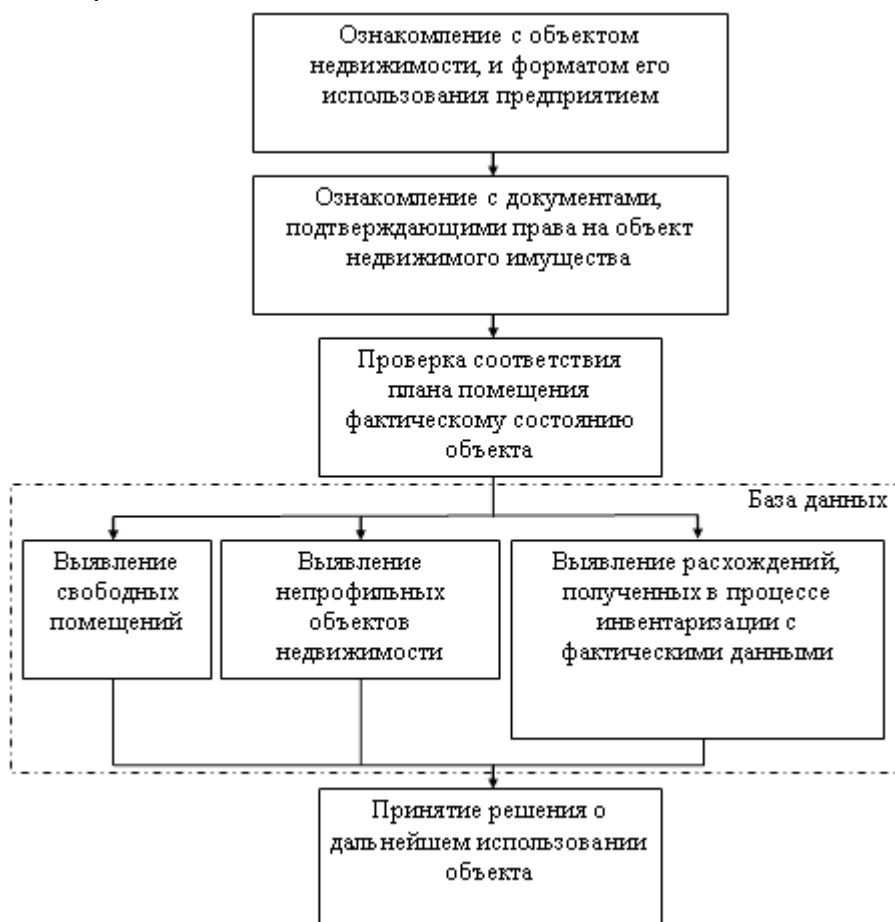 Ознакомление с объектом
недвижимости, и форматом его
использования предприятием
Ознакомление с документами,
подтверждающими права на объект
недвижимого имущества
Проверка соответствия
плана помещения
фактическому состоянию
объекта
База данных
Выявление
свободных
помещений
Выявление
непрофильных
объектов
недвижимости
Выявление расхождений,
полученных в процессе
инвентаризации с
фактическими данными
Принятие решения о
дальнейшем использовании
объекта